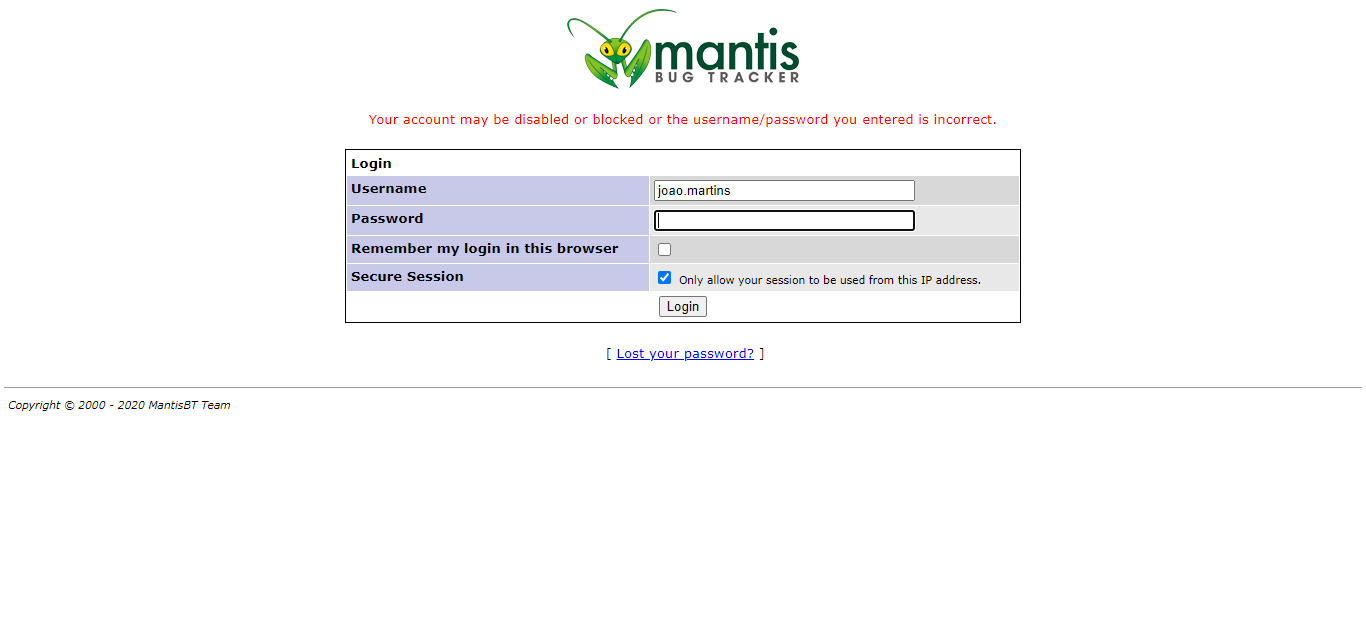 mantis
BUG TRACKER
Your account may be disabled or blocked or the username/password you entered is incorrect.
Login
Username joao.martins
Password
Remember my login in this browser
Secure Session Only allow your session to be used from this IP address.
Login
[ Lost your password? ]
Copyright © 2000 - 2020 MantisBT Team